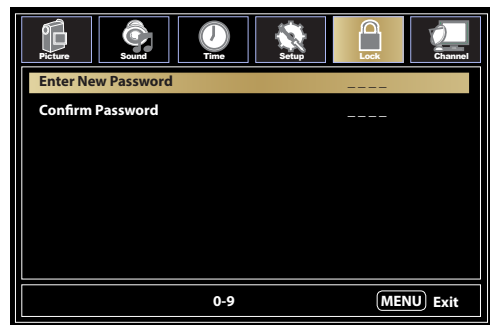 Picture Sound Time Setup Lock Channel
Enter New Password _ _ _ _
Confirm Password _ _ _ _
0-9 MENU Exit